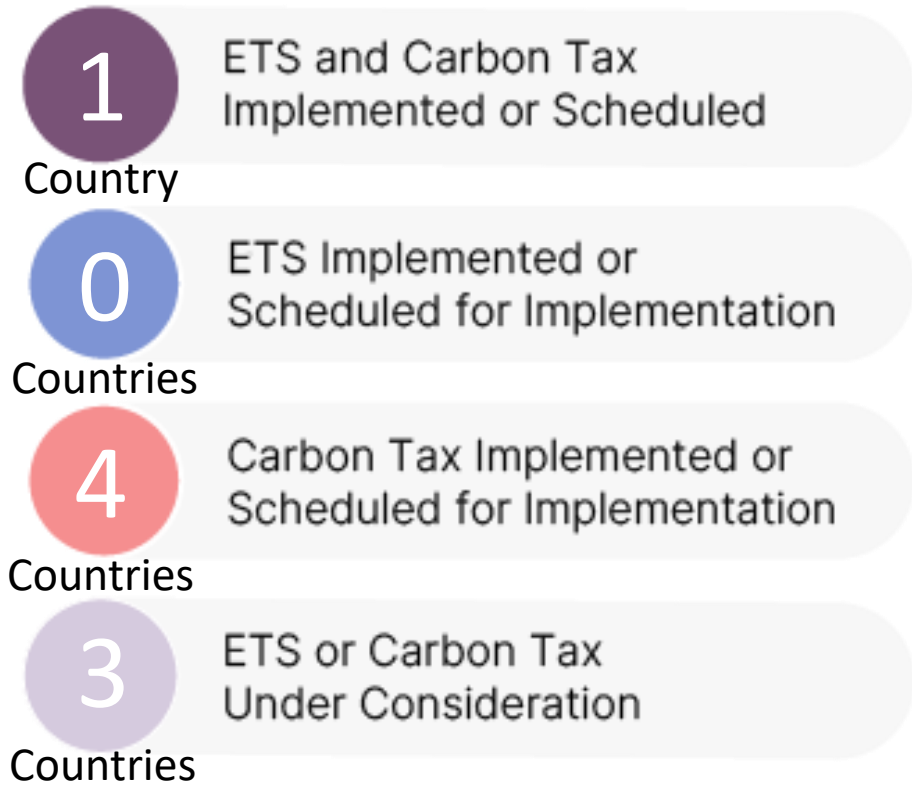 1
ETS and Carbon Tax
Implemented or Scheduled
Country
0
ETS Implemented or
Scheduled for Implementation
Countries
4
Carbon Tax Implemented or
Scheduled for Implementation
Countries
3
ETS or Carbon Tax
Under Consideration
Countries